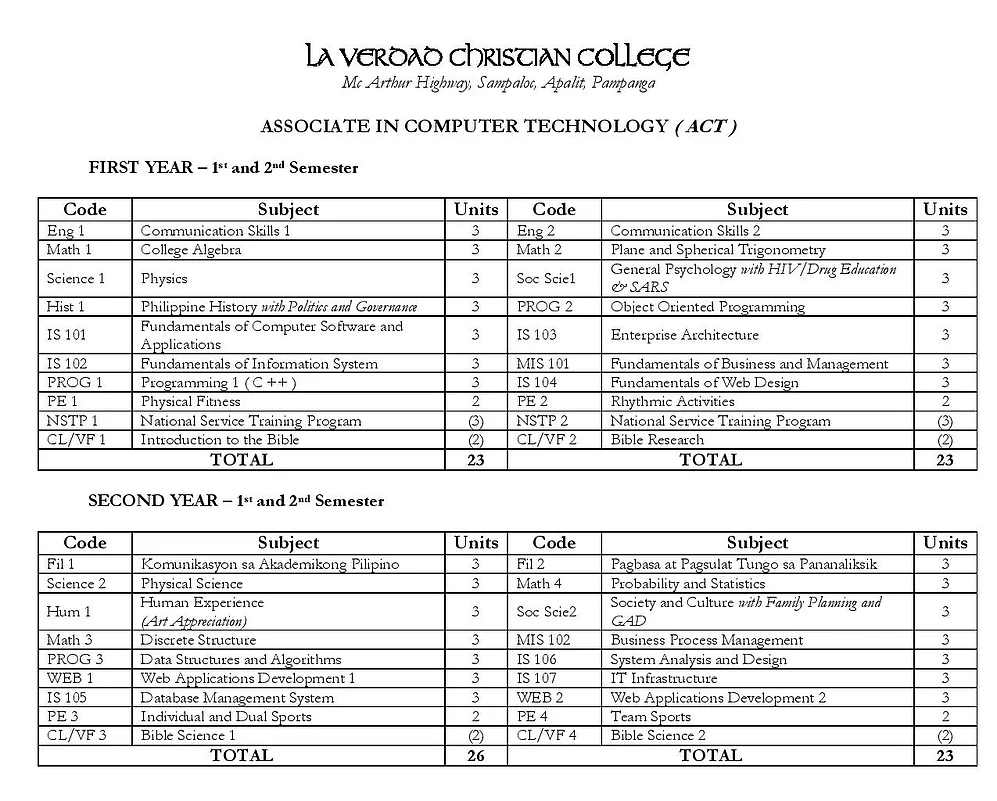 LA VERDAD CHRISTIAN COLLEGE
Mc Arthur Highway, Sampaloc, Apalit, Pampanga
ASSOCIATE IN COMPUTER TECHNOLOGY ( ACT )
FIRST YEAR – 1st and 2nd Semester
Code Subject Units Code Subject Units
Eng 1 Communication Skills 1 3 Eng 2 Communication Skills 2 3
Math 1 College Algebra 3 Math 2 Plane and Spherical Trigonometry 3
Science 1 Physics 3 Soc Scie1 General Psychology with HIV/Drug Education
& SARS 3
Hist 1 Philippine History with Politics and Governance 3 PROG 2 Object Oriented Programming 3
IS 101 Fundamentals of Computer Software and
Applications 3 IS 103 Enterprise Architecture 3
IS 102 Fundamentals of Information System 3 MIS 101 Fundamentals of Business and Management 3
PROG 1 Programming 1 ( C ++ ) 3 IS 104 Fundamentals of Web Design 3
PE 1 Physical Fitness 2 PE 2 Rhythmic Activities 2
NSTP 1 National Service Training Program (3) NSTP 2 National Service Training Program (3)
CL/VF 1 Introduction to the Bible (2) CL/VF 2 Bible Research (2)
TOTAL 23 TOTAL 23
SECOND YEAR – 1st and 2nd Semester
Code Subject Units Code Subject Units
Fil 1 Komunikasyon sa Akademikong Pilipino 3 Fil 2 Pagbasa at Pagsulat Tungo sa Pananaliksik 3
Science 2 Physical Science 3 Math 4 Probability and Statistics 3
Hum 1 Human Experience
(Art Appreciation) 3 Soc Scie2 Society and Culture with Family Planning and
GAD 3
Math 3 Discrete Structure 3 MIS 102 Business Process Management 3
PROG 3 Data Structures and Algorithms 3 IS 106 System Analysis and Design 3
WEB 1 Web Applications Development 1 3 IS 107 IT Infrastructure 3
IS 105 Database Management System 3 WEB 2 Web Applications Development 2 3
PE 3 Individual and Dual Sports 2 PE 4 Team Sports 2
CL/VF 3 Bible Science 1 (2) CL/VF 4 Bible Science 2 (2)
TOTAL 26 TOTAL 23